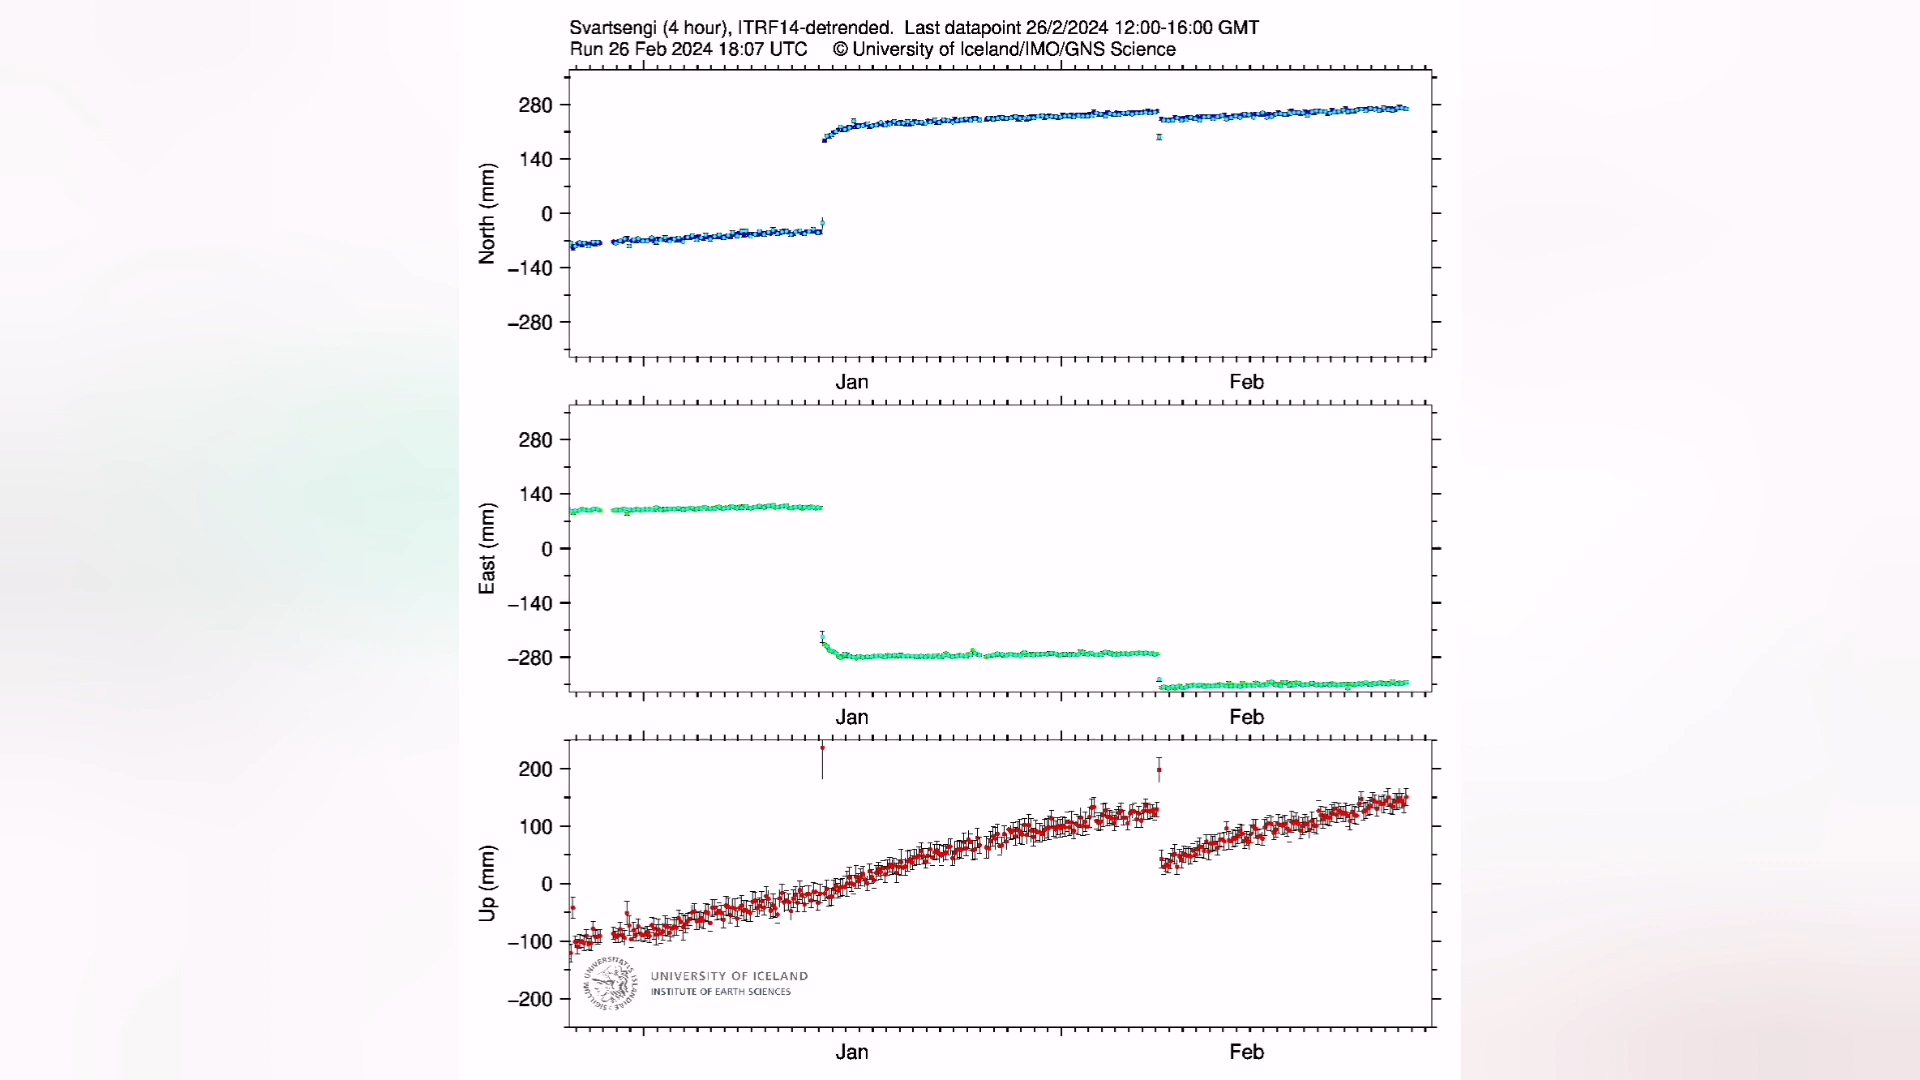 Svartsengi (4 hour), ITRF14-detrended. Last datapoint 26/2/2024 12:00-16:00 GMT
Run 26 Feb 2024 18:07 UTC © University of Iceland/IMO/GNS Science
280
140
0
−140
−280
North (mm)
Jan Feb
280
140
0
−140
−280
East (mm)
Jan Feb
200
100
0
−100
−200
Up (mm)
UNIVERSITY OF ICELAND
INSTITUTE OF EARTH SCIENCES
Jan Feb